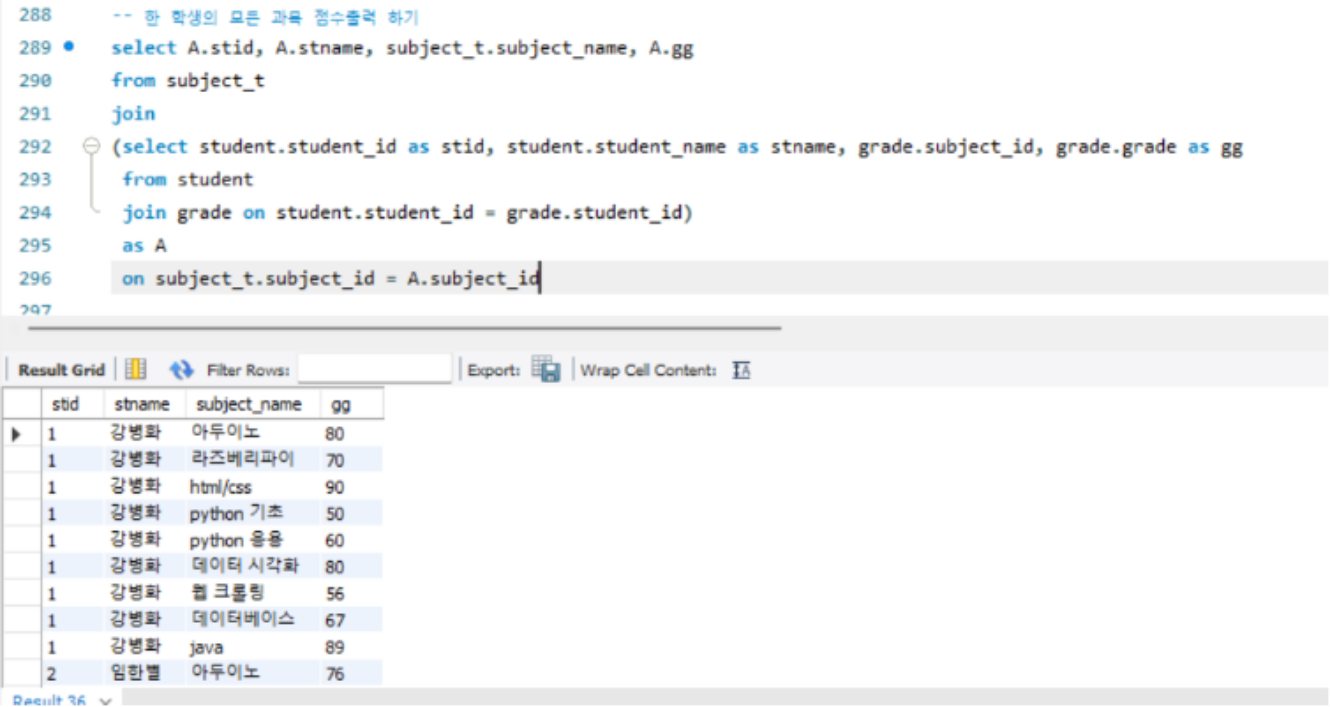 288 -- 한 학생의 모든 과목 점수출력 하기
289 select A.stid, A.stname, subject_t.subject_name, A.gg
290 from subject_t
291 join
292 (select student.student_id as stid, student.student_name as stname, grade.subject_id, grade.grade as gg
293 from student
294 join grade on student.student_id = grade.student_id)
295 as A
296 on subject_t.subject_id = A.subject_id
297
Result Grid Filter Rows: Export: Wrap Cell Content: IA
stid stname subject_name gg
1 강병화 아두이노 80
1 강병화 라즈베리파이 70
1 강병화 html/css 90
1 강병화 python 기초 50
1 강병화 python 응용 60
1 강병화 데이터 시각화 80
1 강병화 웹 크롤링 56
1 강병화 데이터베이스 67
1 강병화 java 89
2 임한별 아두이노 76
Result 36